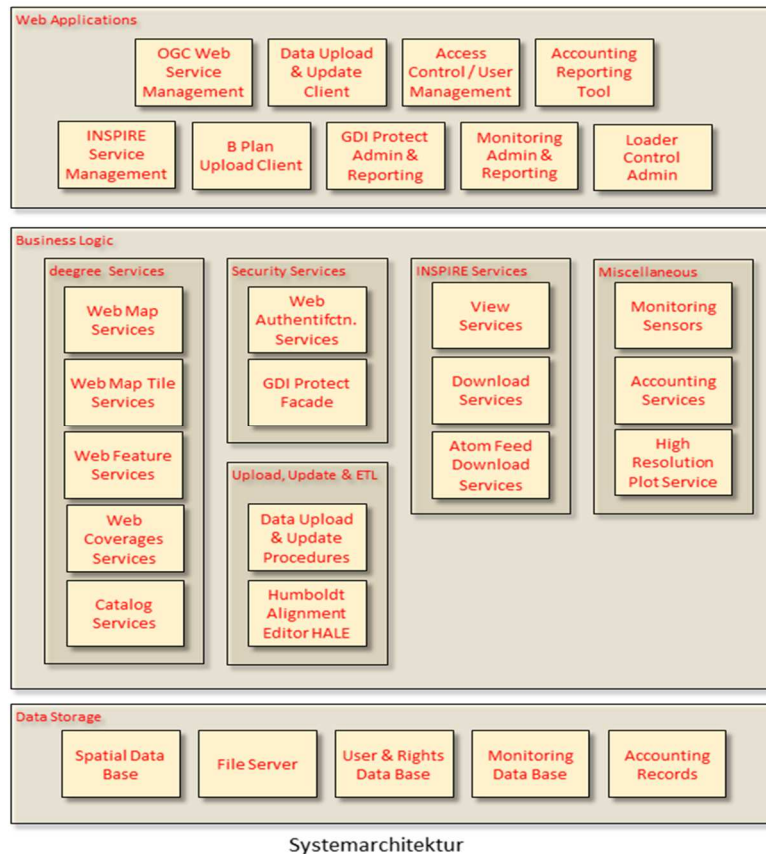 Web Applications
OGC Web
Service
Management
Data Upload
& Update
Client
Access
Control / User
Management
Accounting
Reporting
Tool
INSPIRE
Service
Management
B Plan
Upload Client
GDI Protect
Admin &
Reporting
Monitoring
Admin &
Reporting
Loader
Control
Admin
Business Logic
deegree Services
Web Map
Services
Web Map Tile
Services
Web Feature
Services
Web
Coverages
Services
Catalog
Services
Security Services
Web
Authentifctn.
Services
GDI Protect
Facade
Upload, Update & ETL
Data Upload
& Update
Procedures
Humboldt
Alignment
Editor HALE
INSPIRE Services
View
Services
Download
Services
Atom Feed
Download
Services
Miscellaneous
Monitoring
Sensors
Accounting
Services
High
Resolution
Plot Service
Data Storage
Spatial Data
Base
File Server
User & Rights
Data Base
Monitoring
Data Base
Accounting
Records
Systemarchitektur